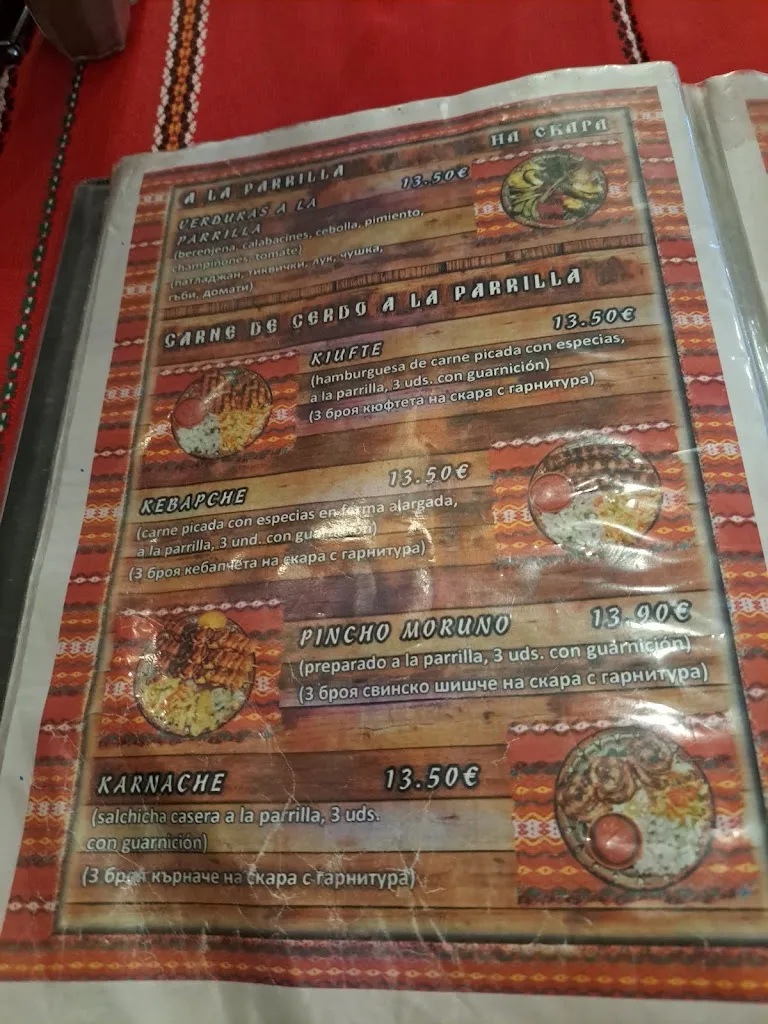 A LA PARRILLA
НА СКАРА
VERDURAS A LA
PARRILLA
13.50€
(berenjena, calabacines, cebolla, pimiento,
champiñones, tomate)
(патладжан, тиквички, лук, чушка,
гъби, домати)
CARNE DE CERDO A LA PARRILLA
KIUFTE
13.50€
(hamburguesa de carne picada con especias,
a la parrilla, 3 uds. con guarnición)
(3 броя кюфтета на скара с гарнитура)
KEBAPCHE
13.50€
(carne picada con especias en forma alargada,
a la parrilla, 3 und. con guarnición)
(3 броя кебапчета на скара с гарнитура)
PINCHO MORUNO
13.90€
(preparado a la parrilla, 3 uds. con guarnición)
(3 броя свинско шишче на скара с гарнитура)
KARNACHE
13.50€
(salchicha casera a la parrilla, 3 uds.
con guarnición)
(3 броя кърначе на скара с гарнитура)